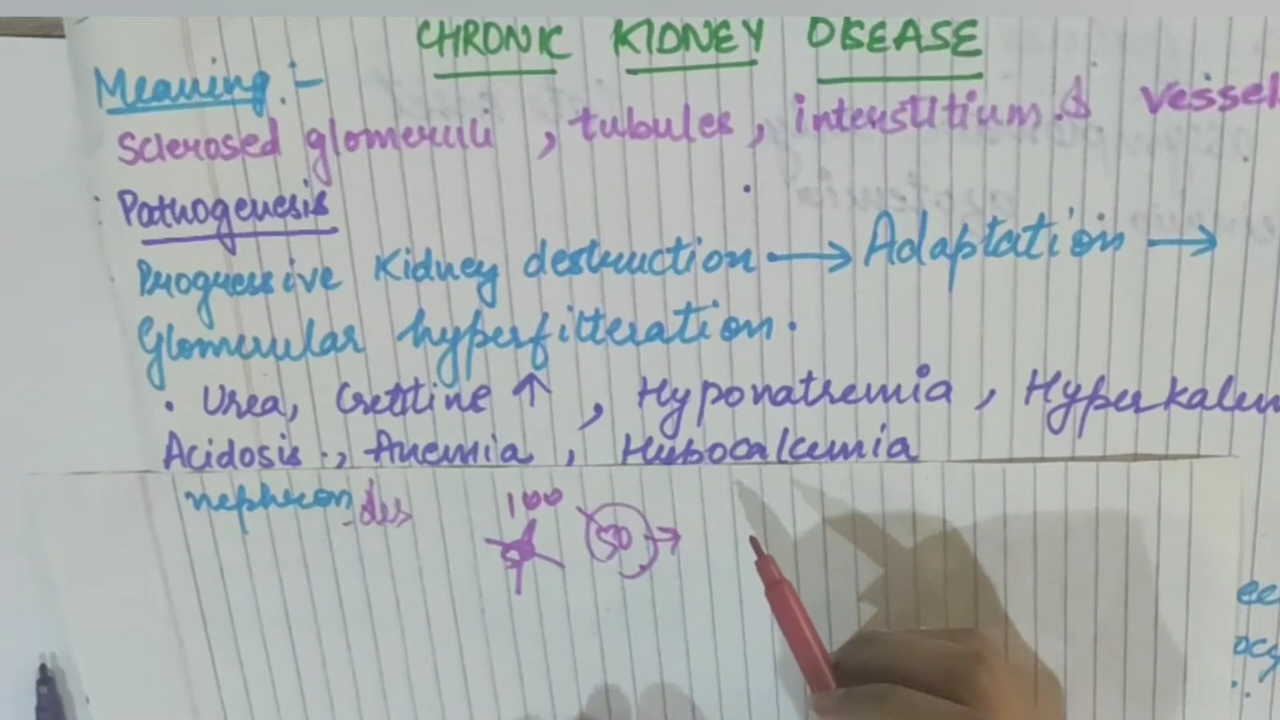 CHRONIC KIDNEY DISEASE
Meaning :-
Sclerosed glomeruli , tubules , interstitium & vessel
Pathogenesis
Progressive Kidney destruction → Adaptation →
Glomerular hyperfilteration .
. Urea, ↑ , Hyponatremia , Hyperkalem
Acidosis , Anemia , Hypocalcemia
nephron des
100
50 →